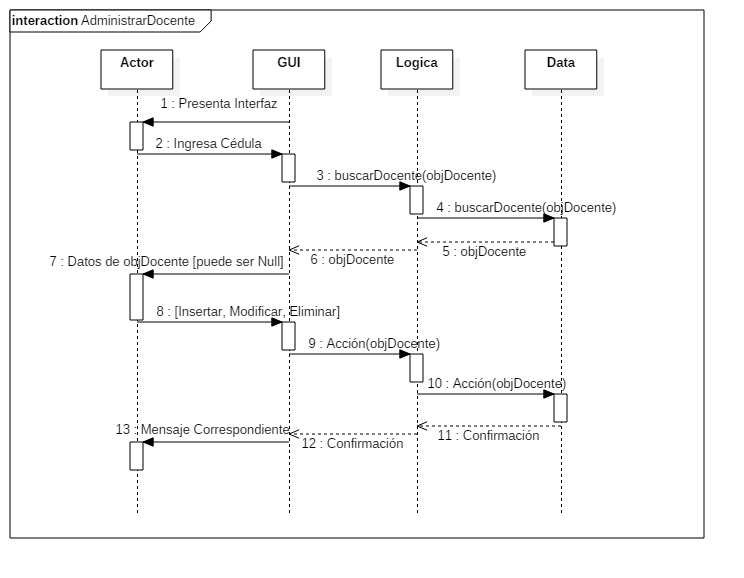 interaction AdministrarDocente
Actor
GUI
Logica
Data
1 : Presenta Interfaz
2 : Ingresa Cédula
3 : buscarDocente(objDocente)
4 : buscarDocente(objDocente)
5 : objDocente
6 : objDocente
7 : Datos de objDocente [puede ser Null]
8 : [Insertar, Modificar, Eliminar]
9 : Acción(objDocente)
10 : Acción(objDocente)
11 : Confirmación
12 : Confirmación
13 : Mensaje Correspondiente